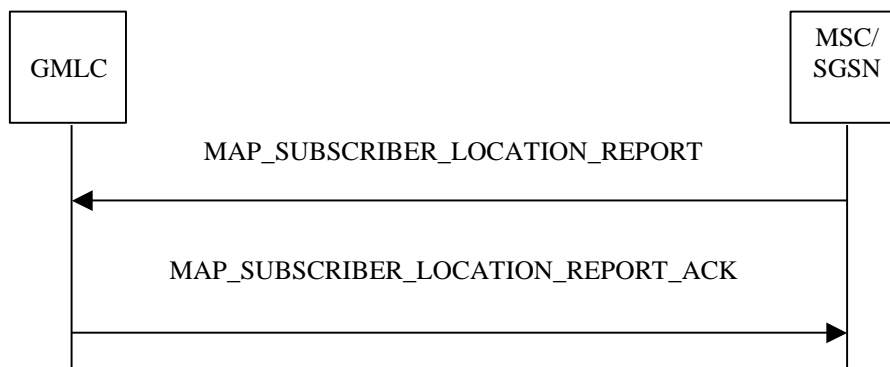 GMLC
MSC/
SGSN
MAP_SUBSCRIBER_LOCATION_REPORT
MAP_SUBSCRIBER_LOCATION_REPORT_ACK